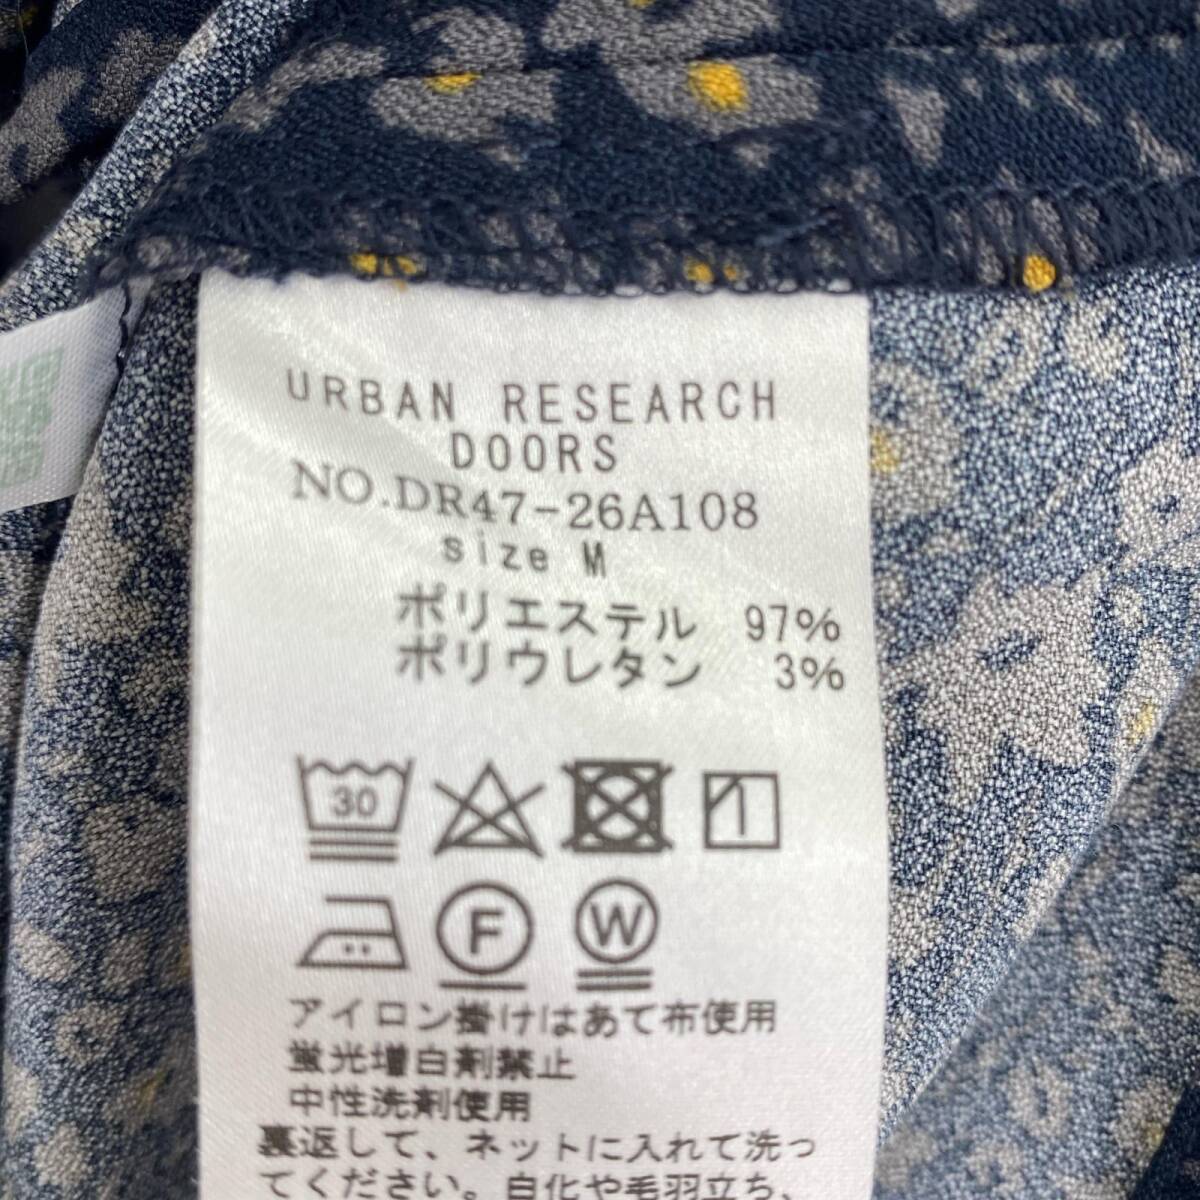 URBAN RESEARCH
DOORS
NO.DR47-26A108
size M
ポリエステル 97%
ポリウレタン 3%
30
F
W
アイロン掛けはあて布使用
蛍光増白剤禁止
中性洗剤使用
裏返して、ネットに入れて洗っ
てください。白化や毛羽立ち、